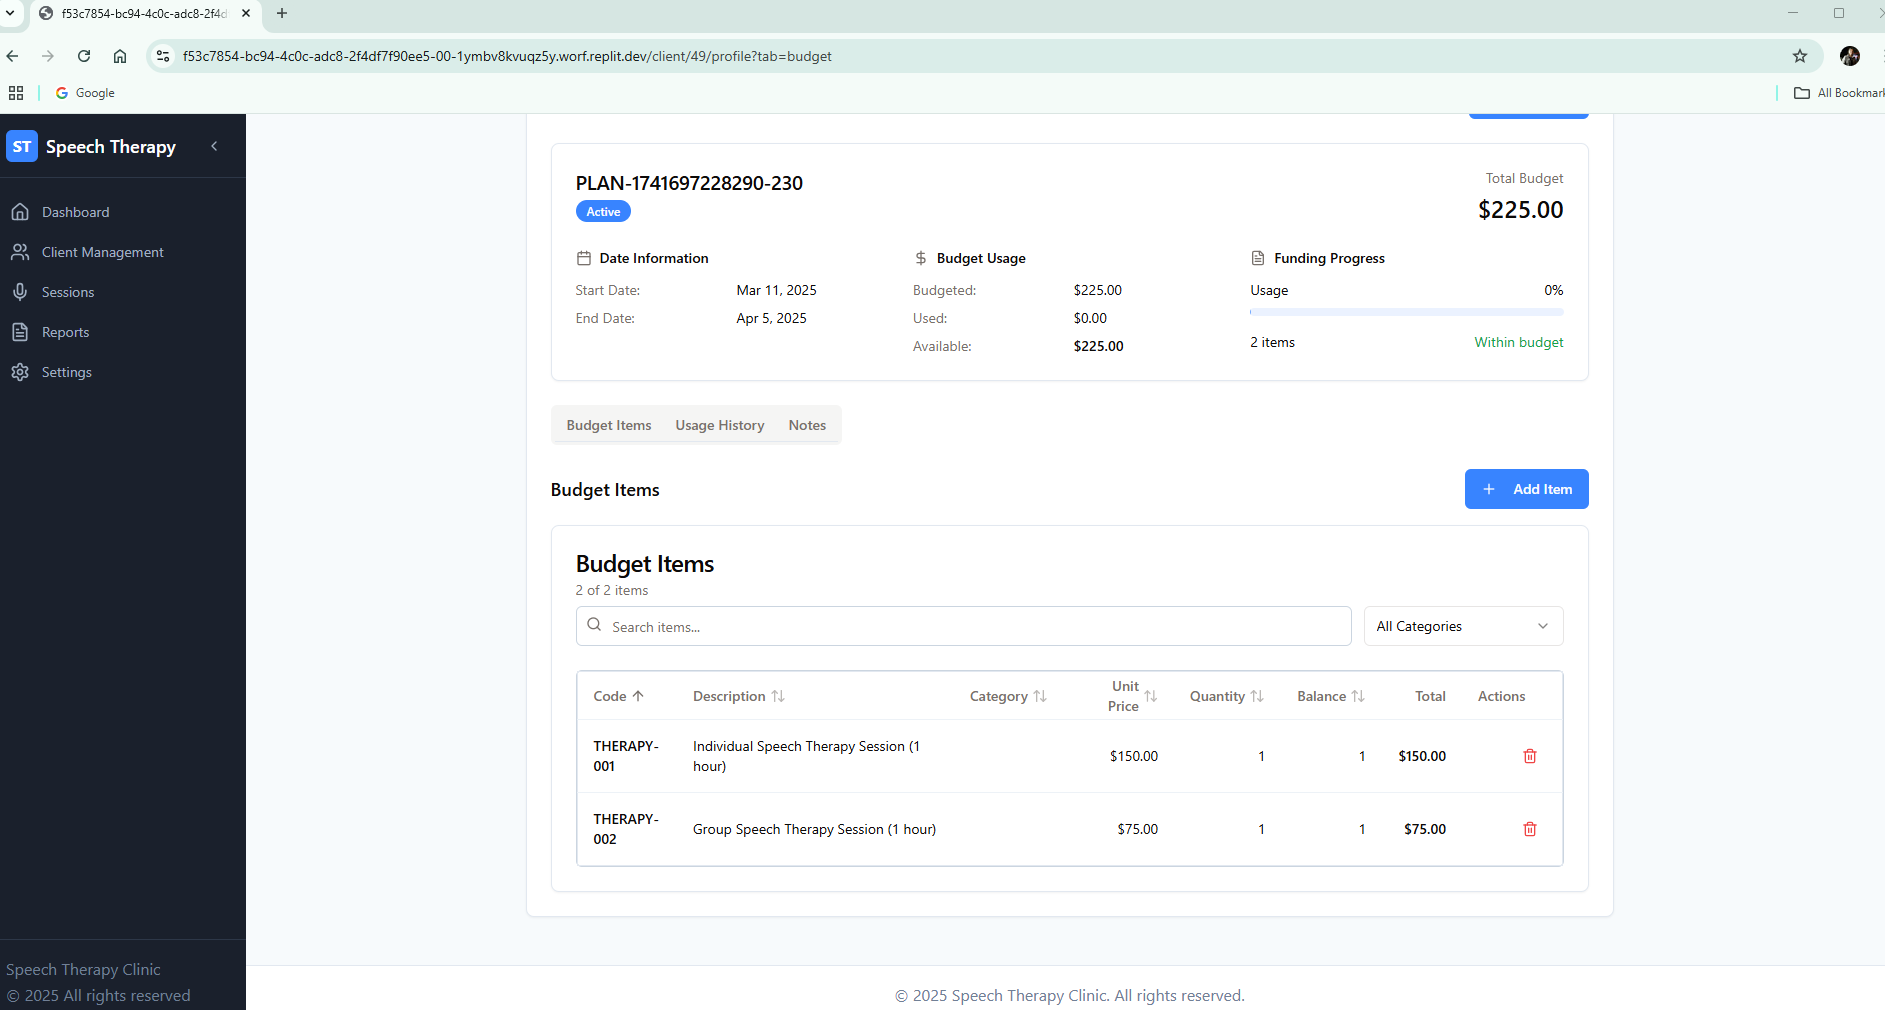 f53c7854-bc94-4c0c-adc8-2f4d
f53c7854-bc94-4c0c-adc8-2f4df7f90ee5-00-1ymbv8kvuqz5y.worf.replit.dev/client/49/profile?tab=budget
Google
All Bookmark
ST Speech Therapy
Dashboard
Client Management
Sessions
Reports
Settings
Speech Therapy Clinic
© 2025 All rights reserved
PLAN-1741697228290-230
Active
Total Budget
$225.00
Date Information
Start Date: Mar 11, 2025
End Date: Apr 5, 2025
Budget Usage
Budgeted: $225.00
Used: $0.00
Available: $225.00
Funding Progress
Usage 0%
2 items Within budget
Budget Items Usage History Notes
Budget Items
Add Item
Budget Items
2 of 2 items
Search items...
All Categories
Code Description Category Unit Price Quantity Balance Total Actions
THERAPY-001 Individual Speech Therapy Session (1 hour) $150.00 1 1 $150.00
THERAPY-002 Group Speech Therapy Session (1 hour) $75.00 1 1 $75.00
© 2025 Speech Therapy Clinic. All rights reserved.